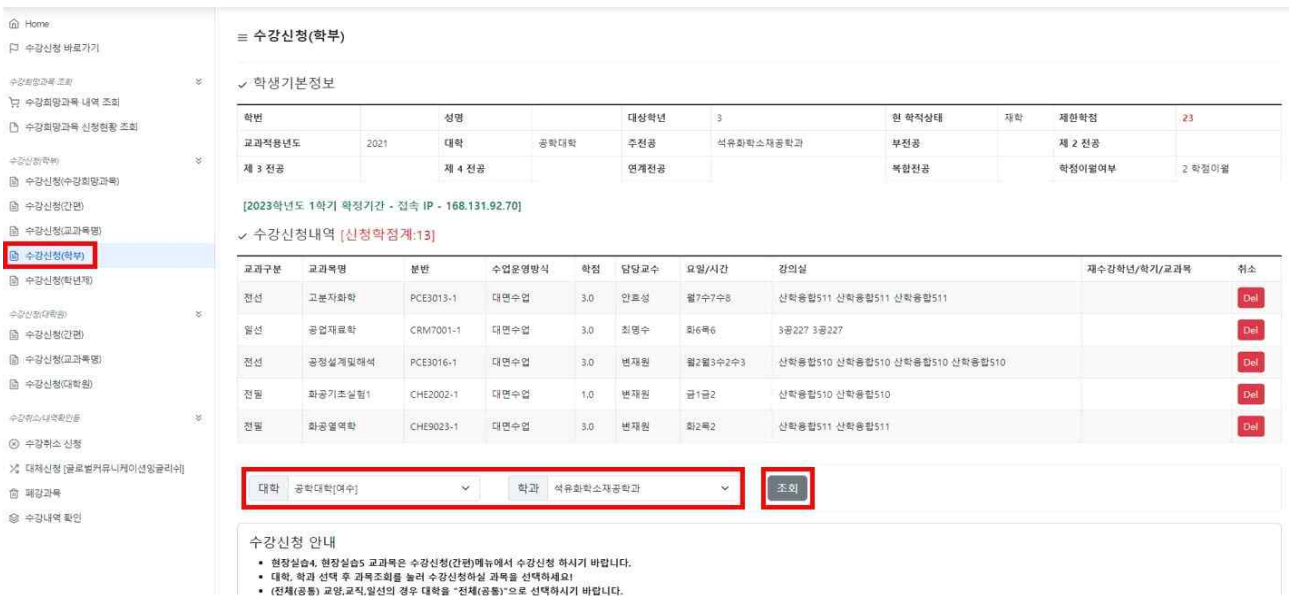 Home
수강신청 바로가기
수강희망과목 조회
수강희망과목 내역 조회
수강희망과목 신청현황 조회
수강신청(학부)
수강신청(수강희망과목)
수강신청(간편)
수강신청(교과목명)
수강신청(학부)
수강신청(학년제)
수강신청(대학원)
수강신청(간편)
수강신청(교과목명)
수강신청(대학원)
수강취소/내역확인등
수강취소 신청
대체신청 [글로벌커뮤니케이션잉글리쉬]
폐강과목
수강내역 확인
수강신청(학부)
학생기본정보
학번 성명 대상학년 3 현 학적상태 재학 제한학점 23
교과적용년도 2021 대학 공학대학 주전공 석유화학소재공학과 부전공 제 2 전공
제 3 전공 제 4 전공 연계전공 복합전공 학점이월여부 2 학점이월
[2023학년도 1학기 확정기간 - 접속 IP - 168.131.92.70]
수강신청내역 [신청학점계:13]
교과구분 교과목명 분반 수업운영방식 학점 담당교수 요일/시간 강의실 재수강학년/학기/교과목 취소
전선 고분자화학 PCE3013-1 대면수업 3.0 안효성 월7수7수8 산학융합511 산학융합511 산학융합511 Del
일선 공업재료학 CRM7001-1 대면수업 3.0 최명수 화6목6 3공227 3공227 Del
전선 공정설계및해석 PCE3016-1 대면수업 3.0 변재원 월2월3수2수3 산학융합510 산학융합510 산학융합510 산학융합510 Del
전필 화공기초실험1 CHE2002-1 대면수업 1.0 변재원 금1금2 산학융합510 산학융합510 Del
전필 화공열역학 CHE9023-1 대면수업 3.0 변재원 화2목2 산학융합511 산학융합511 Del
대학 공학대학[여수] 학과 석유화학소재공학과 조회
수강신청 안내
• 현장실습4, 현장실습5 교과목은 수강신청(간편)메뉴에서 수강신청 하시기 바랍니다.
• 대학, 학과 선택 후 과목조회를 눌러 수강신청하실 과목을 선택하세요!
• (전체(공통) 교양,교직,일선의 경우 대학을 "전체(공통)"으로 선택하시기 바랍니다.